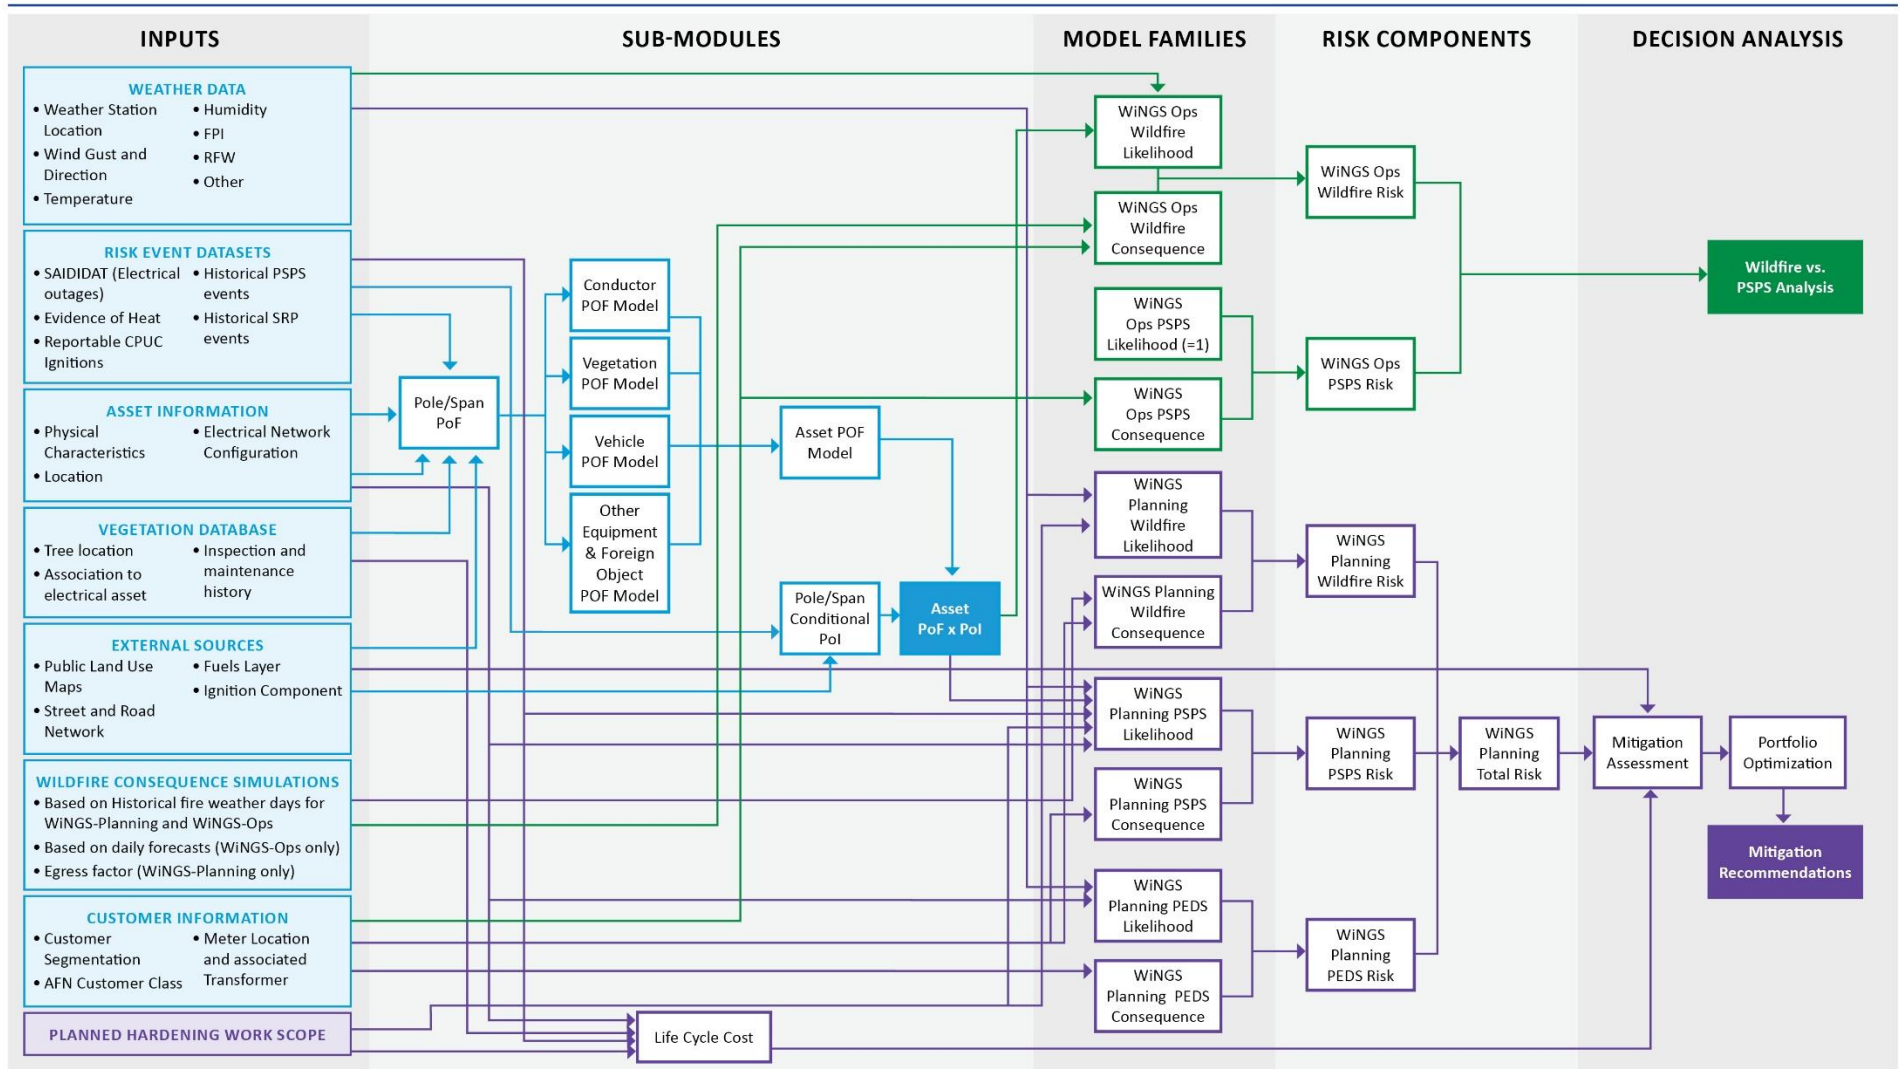 INPUTS
SUB-MODULES
MODEL FAMILIES
RISK COMPONENTS
DECISION ANALYSIS
WEATHER DATA
• Weather Station
Location
• Wind Gust and
Direction
• Temperature
• Humidity
• FPI
• RFW
• Other
RISK EVENT DATASETS
• SAIDIDAT (Electrical
outages)
• Evidence of Heat
• Reportable CPUC
Ignitions
• Historical PSPS
events
• Historical SRP
events
ASSET INFORMATION
• Physical
Characteristics
• Location
• Electrical Network
Configuration
VEGETATION DATABASE
• Tree location
• Association to
electrical asset
• Inspection and
maintenance
history
EXTERNAL SOURCES
• Public Land Use
Maps
• Street and Road
Network
• Fuels Layer
• Ignition Component
WILDFIRE CONSEQUENCE SIMULATIONS
• Based on Historical fire weather days for
WiNGS-Planning and WiNGS-Ops
• Based on daily forecasts (WiNGS-Ops only)
• Egress factor (WiNGS-Planning only)
CUSTOMER INFORMATION
• Customer
Segmentation
• AFN Customer Class
• Meter Location
and associated
Transformer
PLANNED HARDENING WORK SCOPE
Pole/Span
PoF
Conductor
POF Model
Vegetation
POF Model
Vehicle
POF Model
Other
Equipment
& Foreign
Object
POF Model
Asset POF
Model
Pole/Span
Conditional
PoI
Asset
PoF x PoI
Life Cycle Cost
WiNGS Ops
Wildfire
Likelihood
WiNGS Ops
Wildfire
Consequence
WiNGS
Ops PSPS
Likelihood (=1)
WiNGS
Ops PSPS
Consequence
WiNGS
Planning
Wildfire
Likelihood
WiNGS Planning
Wildfire
Consequence
WiNGS
Planning PSPS
Likelihood
WiNGS
Planning PSPS
Consequence
WiNGS
Planning PEDS
Likelihood
WiNGS
Planning PEDS
Consequence
WiNGS Ops
Wildfire Risk
WiNGS Ops
PSPS Risk
WiNGS
Planning
Wildfire Risk
WiNGS
Planning
PSPS Risk
WiNGS
Planning
PEDS Risk
WiNGS
Planning
Total Risk
Wildfire vs.
PSPS Analysis
Mitigation
Assessment
Portfolio
Optimization
Mitigation
Recommendations